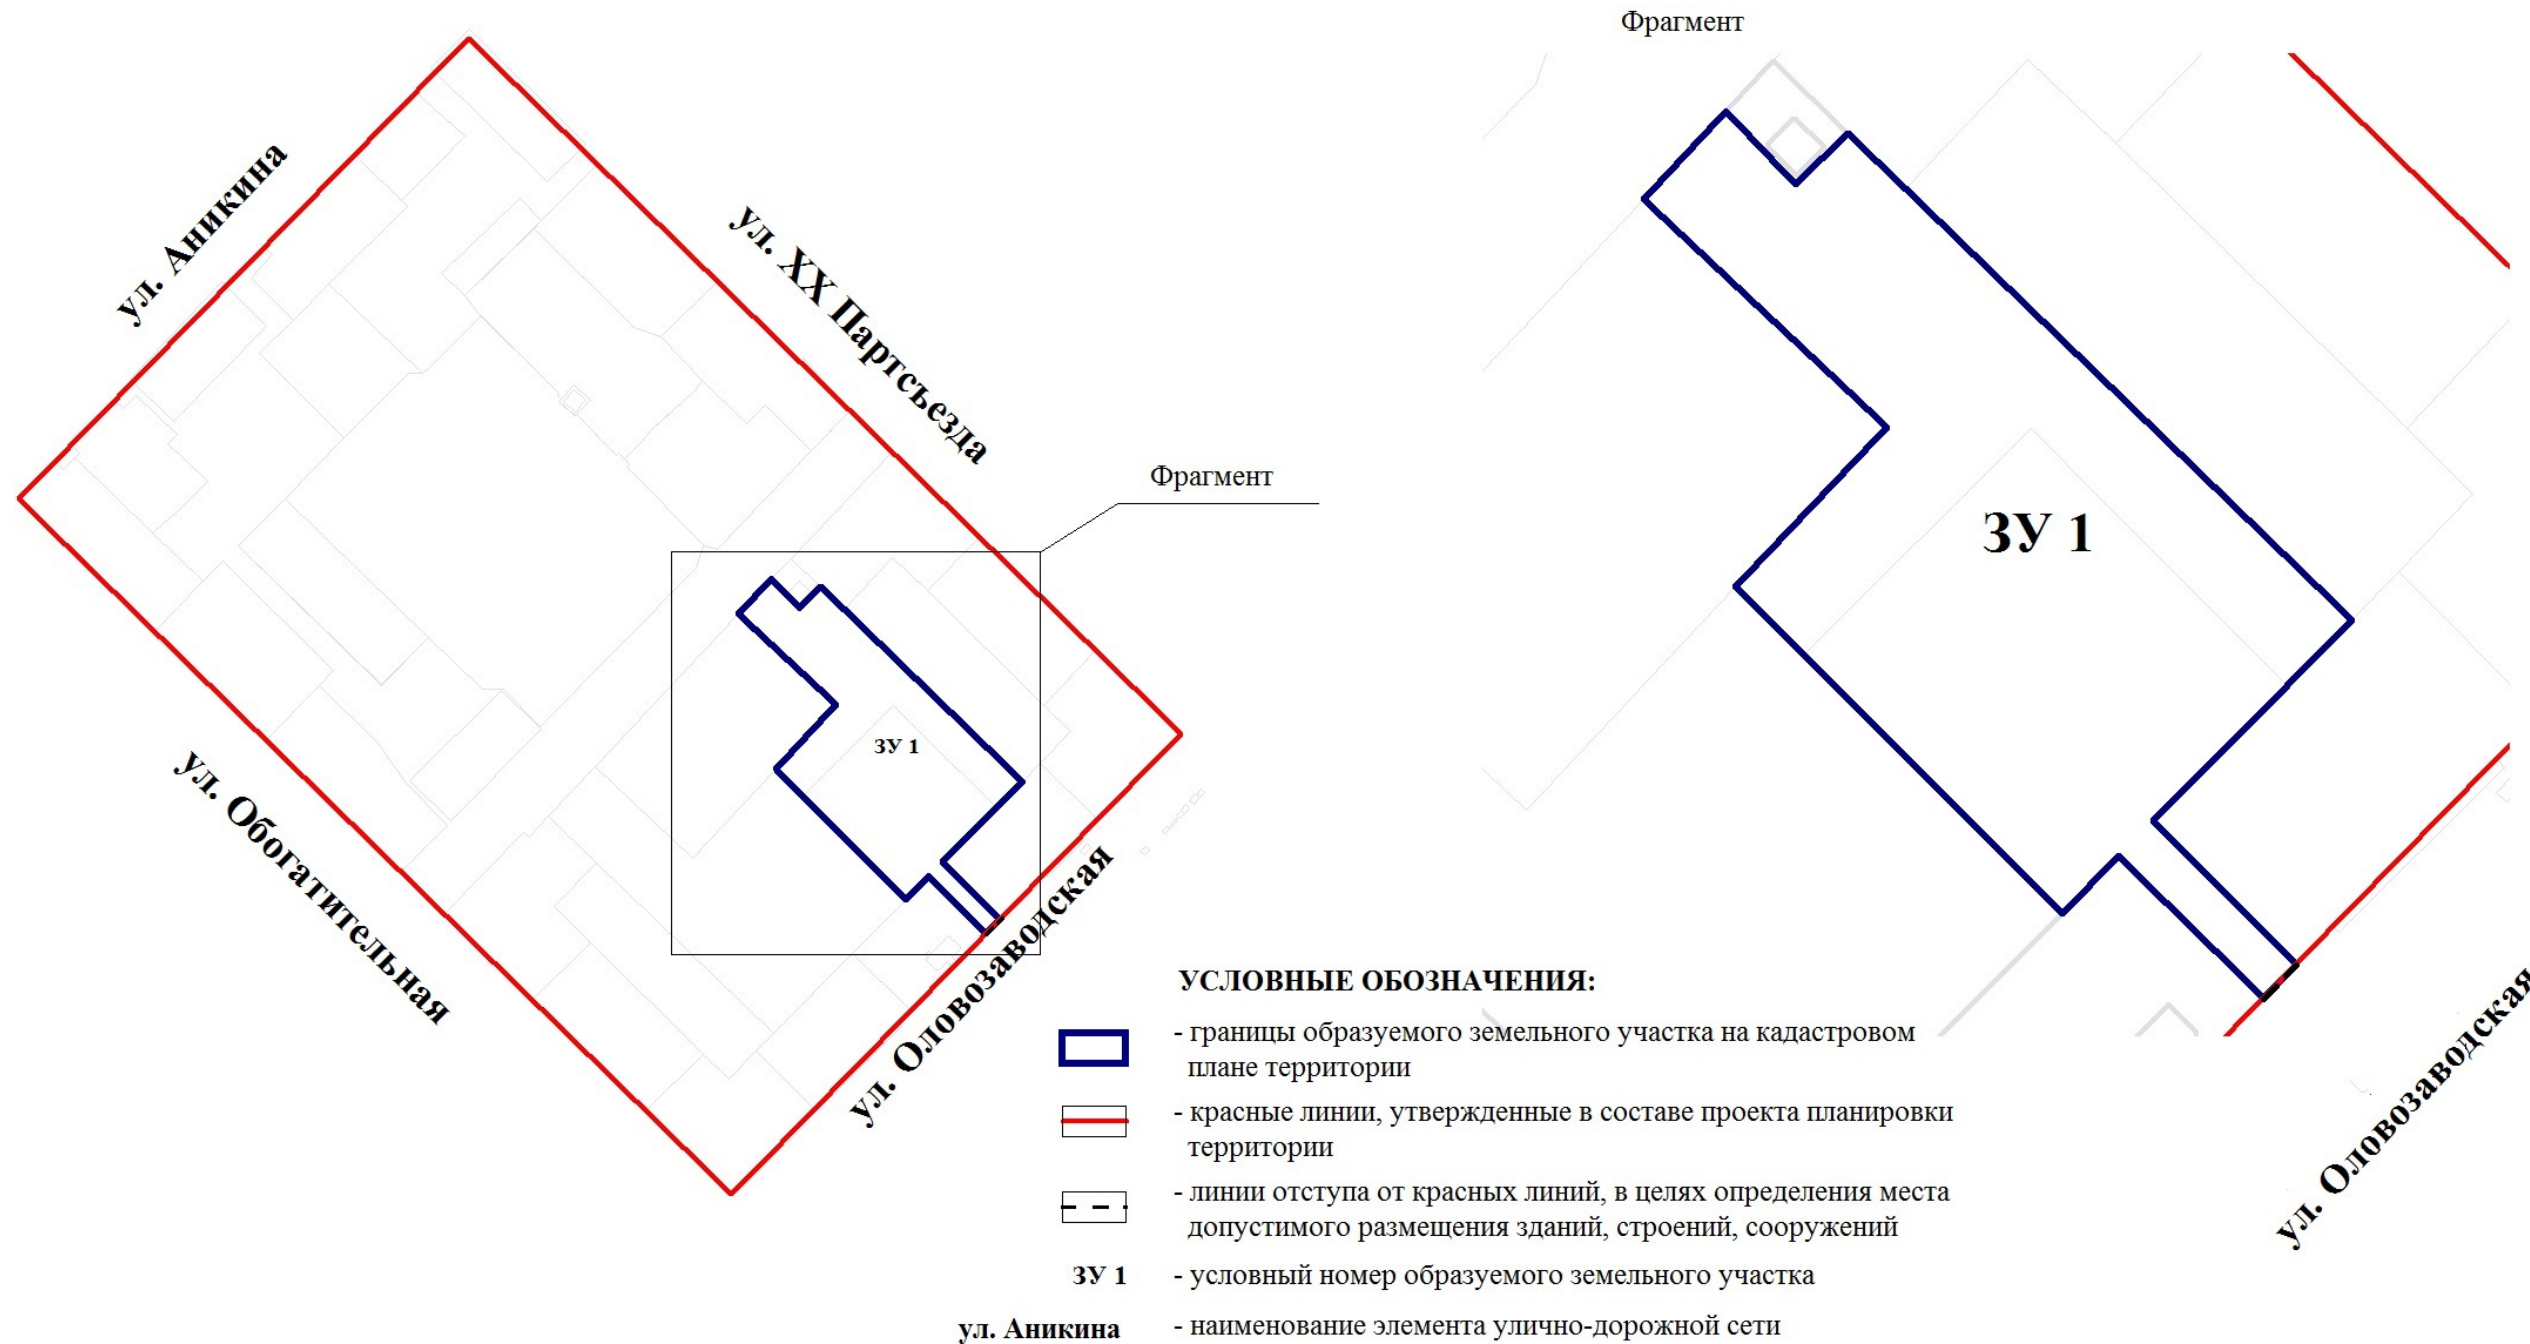 Фрагмент
ул. Аникина
ул. XX Партсъезда
Фрагмент
ЗУ 1
ЗУ 1
ул. Обогатительная
ул. Оловозаводская
ул. Оловозаводская
УСЛОВНЫЕ ОБОЗНАЧЕНИЯ:
- границы образуемого земельного участка на кадастровом
плане территории
- красные линии, утвержденные в составе проекта планировки
территории
- линии отступа от красных линий, в целях определения места
допустимого размещения зданий, строений, сооружений
ЗУ 1 - условный номер образуемого земельного участка
ул. Аникина - наименование элемента улично-дорожной сети